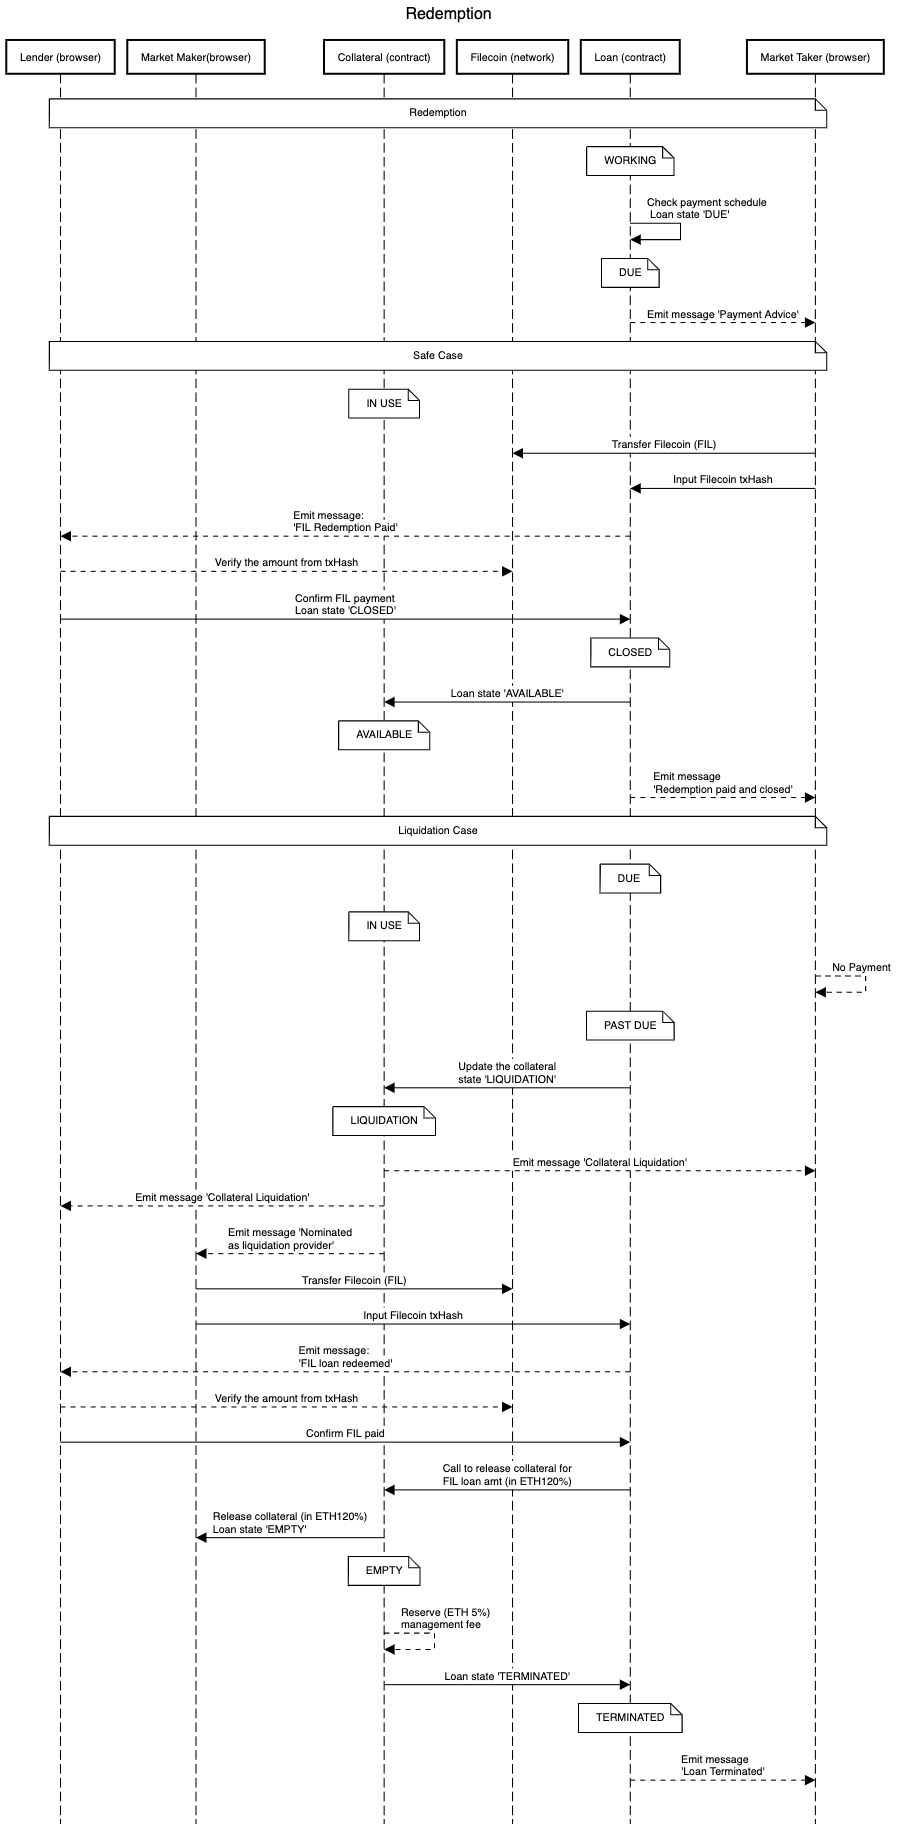 Redemption
Lender (browser)
Market Maker(browser)
Collateral (contract)
Filecoin (network)
Loan (contract)
Market Taker (browser)
Redemption
WORKING
Check payment schedule
Loan state 'DUE'
DUE
Emit message 'Payment Advice'
Safe Case
IN USE
Transfer Filecoin (FIL)
Input Filecoin txHash
Emit message:
'FIL Redemption Paid'
Verify the amount from txHash
Confirm FIL payment
Loan state 'CLOSED'
CLOSED
Loan state 'AVAILABLE'
AVAILABLE
Emit message
'Redemption paid and closed'
Liquidation Case
DUE
IN USE
No Payment
PAST DUE
Update the collateral
state 'LIQUIDATION'
LIQUIDATION
Emit message 'Collateral Liquidation'
Emit message 'Collateral Liquidation'
Emit message 'Nominated
as liquidation provider'
Transfer Filecoin (FIL)
Input Filecoin txHash
Emit message:
'FIL loan redeemed'
Verify the amount from txHash
Confirm FIL paid
Call to release collateral for
FIL loan amt (in ETH120%)
Release collateral (in ETH120%)
Loan state 'EMPTY'
EMPTY
Reserve (ETH 5%)
management fee
Loan state 'TERMINATED'
TERMINATED
Emit message
'Loan Terminated'